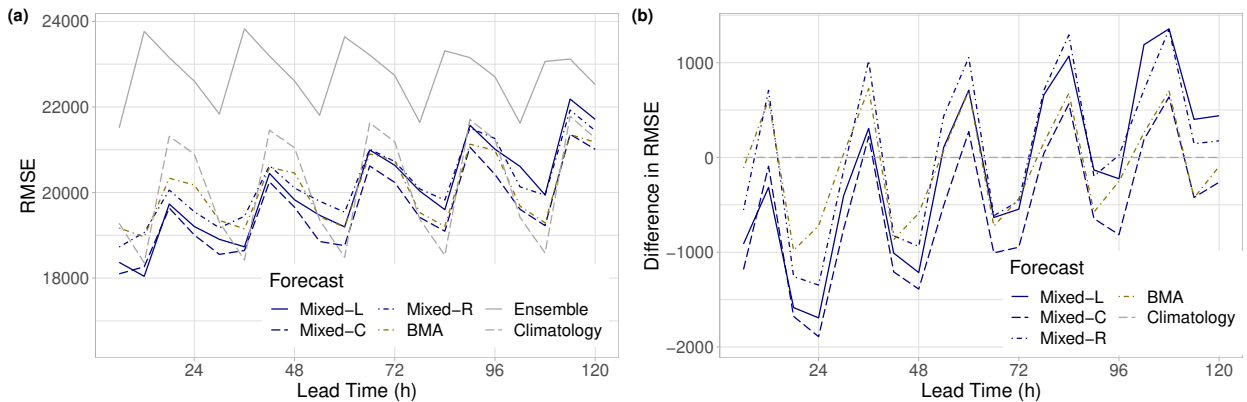 (a)
RMSE
24000
22000
20000
18000
24
48
72
96
120
Lead Time (h)
Forecast
Mixed−L
Mixed−R
Ensemble
Mixed−C
BMA
Climatology
(b)
Difference in RMSE
1000
0
−1000
−2000
24
48
72
96
120
Lead Time (h)
Forecast
Mixed−L
BMA
Mixed−C
Climatology
Mixed−R